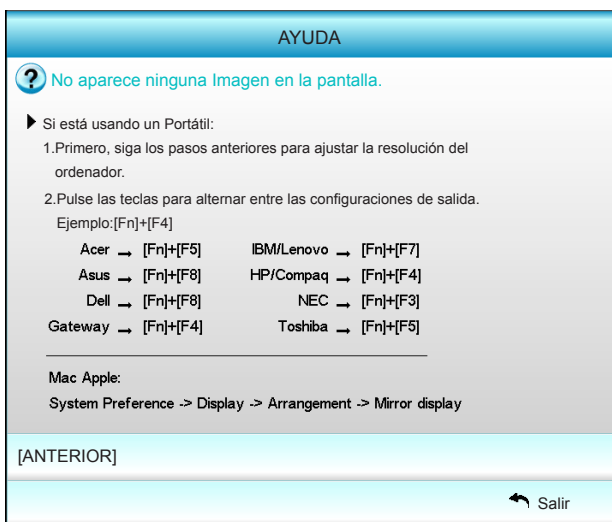 AYUDA
No aparece ninguna Imagen en la pantalla.
Si está usando un Portátil:
1.Primero, siga los pasos anteriores para ajustar la resolución del
ordenador.
2.Pulse las teclas para alternar entre las configuraciones de salida.
Ejemplo:[Fn]+[F4]
Acer → [Fn]+[F5] IBM/Lenovo → [Fn]+[F7]
Asus → [Fn]+[F8] HP/Compaq → [Fn]+[F4]
Dell → [Fn]+[F8] NEC → [Fn]+[F3]
Gateway → [Fn]+[F4] Toshiba → [Fn]+[F5]
Mac Apple:
System Preference -> Display -> Arrangement -> Mirror display
[ANTERIOR]
Salir